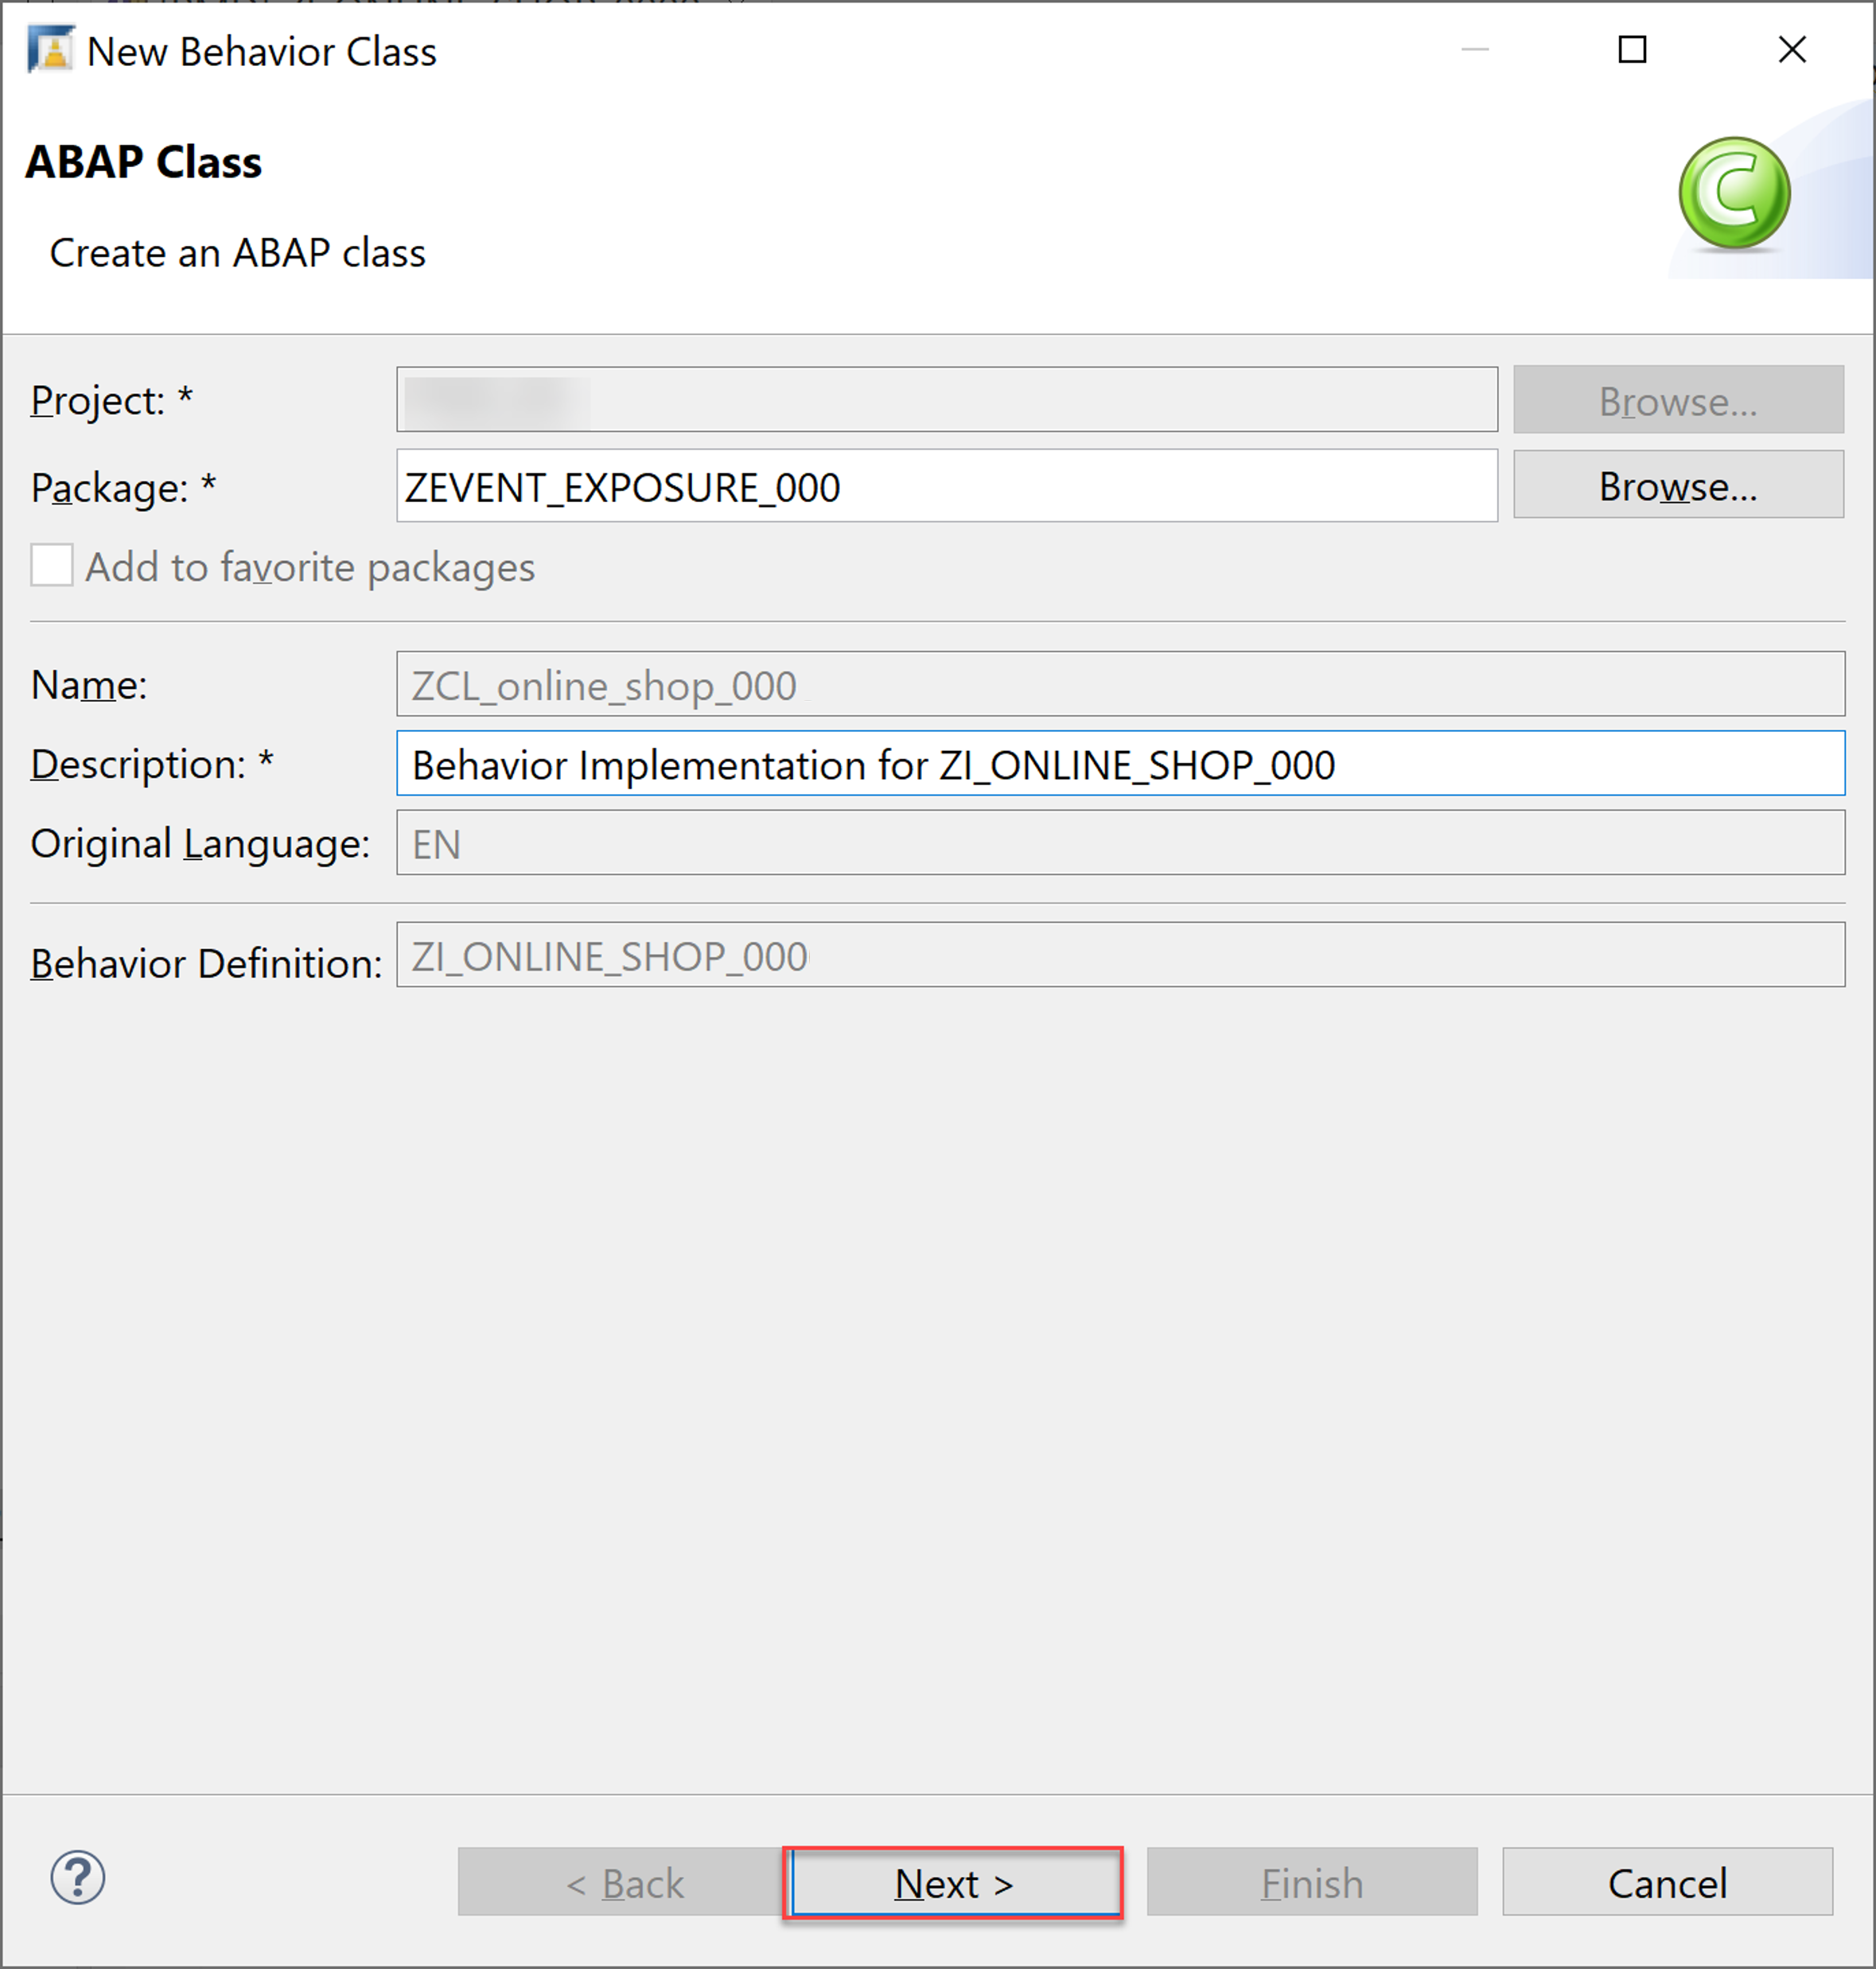 New Behavior Class
ABAP Class
Create an ABAP class
Project: *
Browse...
Package: *
ZEVENT_EXPOSURE_000
Browse...
Add to favorite packages
Name:
ZCL_online_shop_000
Description: *
Behavior Implementation for ZI_ONLINE_SHOP_000
Original Language:
EN
Behavior Definition:
ZI_ONLINE_SHOP_000
?
< Back
Next >
Finish
Cancel